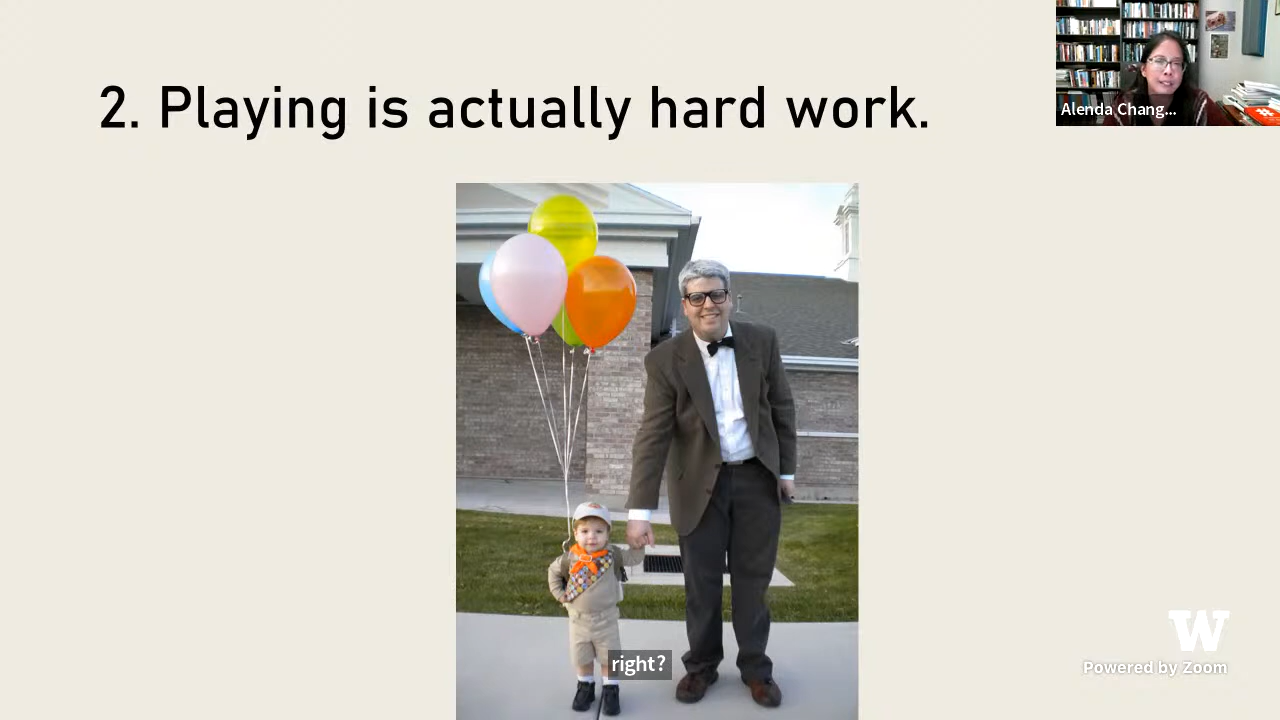 2. Playing is actually hard work.
Alenda Chang...
right?
W
Powered by Zoom